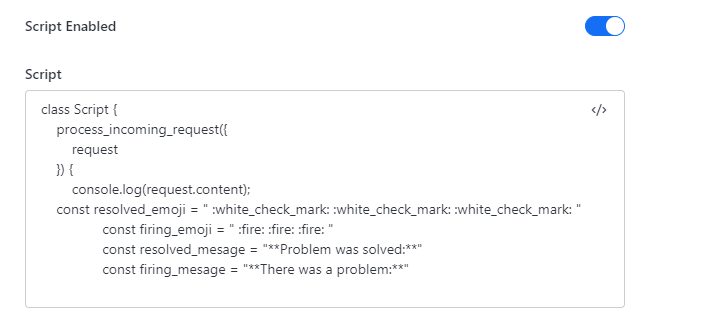 Script Enabled
Script
class Script {
</>
process_incoming_request({
request
}) {
console.log(request.content);
const resolved_emoji = " :white_check_mark: :white_check_mark: :white_check_mark: "
const firing_emoji = " :fire: :fire: :fire: "
const resolved_mesage = "**Problem was solved:**"
const firing_mesage = "**There was a problem:**"